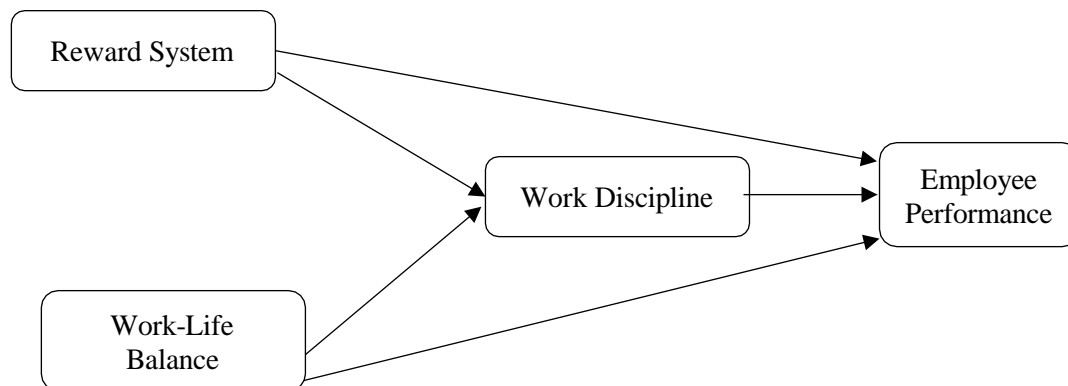 Reward System
Work Discipline
Employee
Performance
Work-Life
Balance